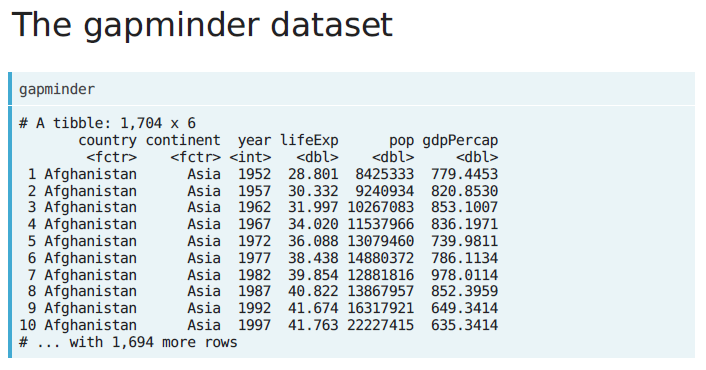 The gapminder dataset
gapminder
# A tibble: 1,704 x 6
country continent year lifeExp pop gdpPercap
<fctr> <fctr> <int> <dbl> <dbl> <dbl>
1 Afghanistan Asia 1952 28.801 8425333 779.4453
2 Afghanistan Asia 1957 30.332 9240934 820.8530
3 Afghanistan Asia 1962 31.997 10267083 853.1007
4 Afghanistan Asia 1967 34.020 11537966 836.1971
5 Afghanistan Asia 1972 36.088 13079460 739.9811
6 Afghanistan Asia 1977 38.438 14880372 786.1134
7 Afghanistan Asia 1982 39.854 12881816 978.0114
8 Afghanistan Asia 1987 40.822 13867957 852.3959
9 Afghanistan Asia 1992 41.674 16317921 649.3414
10 Afghanistan Asia 1997 41.763 22227415 635.3414
# ... with 1,694 more rows